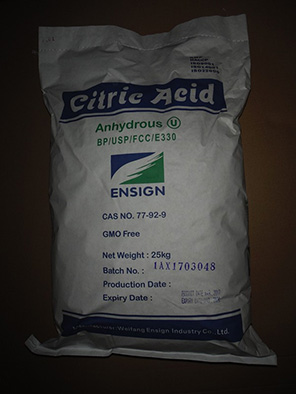 Citric Acid
Anhydrous U
BP/USP/FCC/E330
ENSIGN
CAS NO. 77-92-9
GMO Free
Net Weight : 25kg
Batch No. : 1AX1703048
Production Date :
Expiry Date :
Weifang Ensign Industry Co., Ltd.